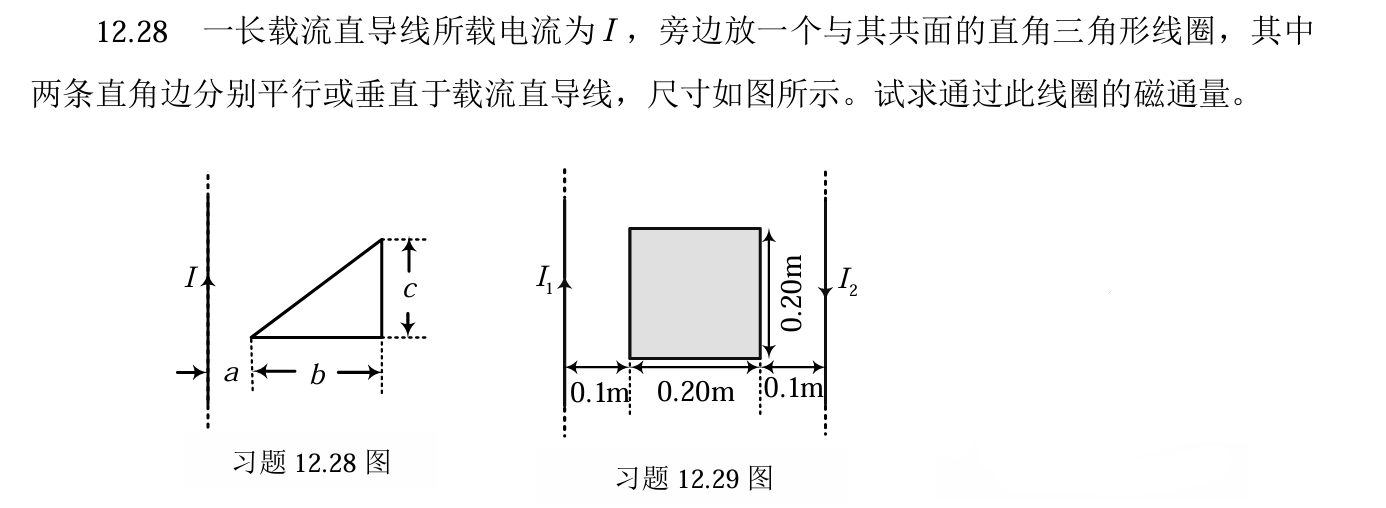 12.28 一长载流直导线所载电流为I，旁边放一个与其共面的直角三角形线圈，其中
两条直角边分别平行或垂直于载流直导线，尺寸如图所示。试求通过此线圈的磁通量。
I
c
a
b
习题 12.28 图
I₁
I₂
0.20m
0.1m
0.20m
0.1m
习题 12.29 图